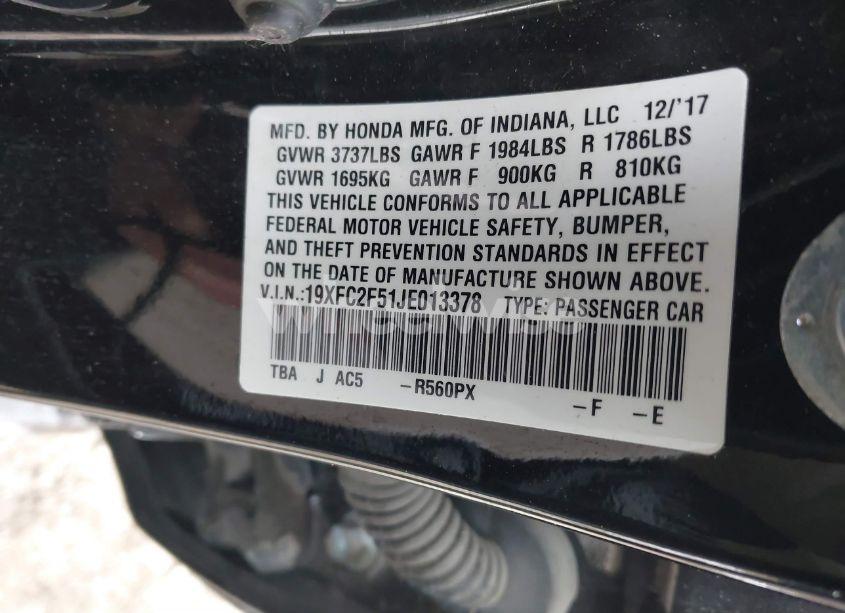 MFD. BY HONDA MFG. OF INDIANA, LLC 12/'17
GVWR 3737LBS GAWR F 1984LBS R 1786LBS
GVWR 1695KG GAWR F 900KG R 810KG
THIS VEHICLE CONFORMS TO ALL APPLICABLE
FEDERAL MOTOR VEHICLE SAFETY, BUMPER,
AND THEFT PREVENTION STANDARDS IN EFFECT
ON THE DATE OF MANUFACTURE SHOWN ABOVE.
V.I.N.:19XFC2F51JE013378 TYPE: PASSENGER CAR
TBA J AC5 -R560PX -F -E